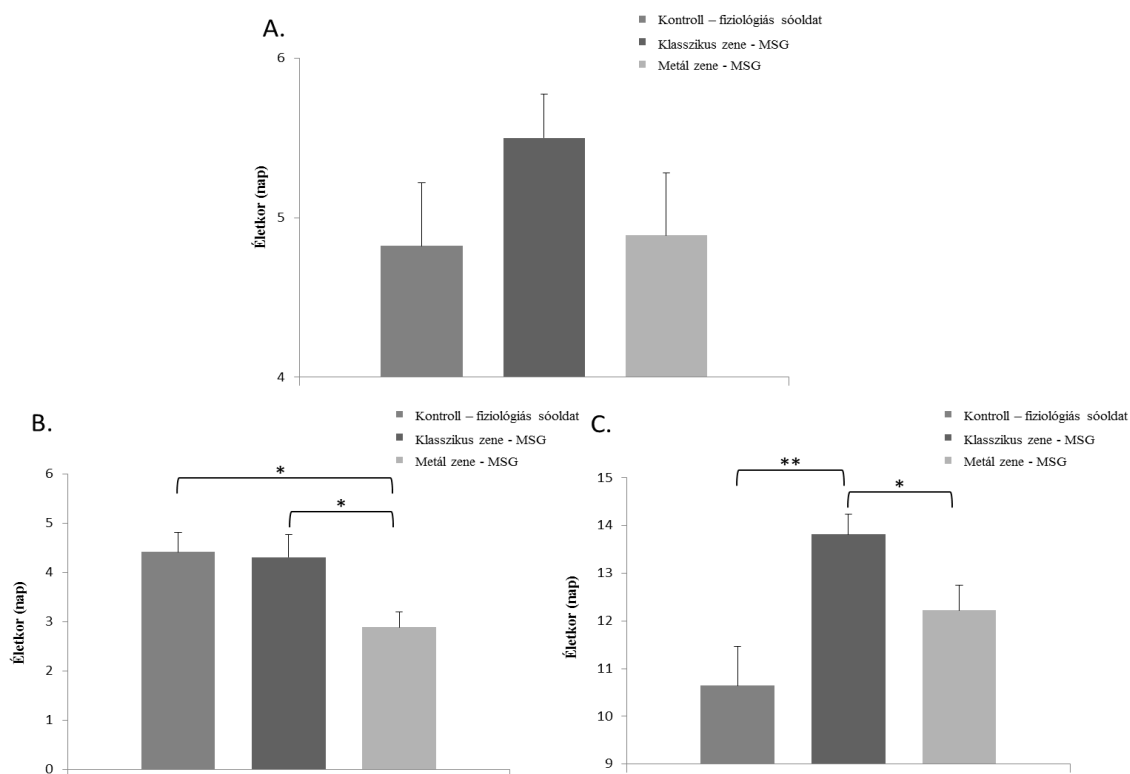 A.
Kontroll – fiziológiás sóoldat
Klasszikus zene - MSG
Metál zene - MSG
6
5
4
Életkor (nap)
B.
Kontroll – fiziológiás sóoldat
Klasszikus zene - MSG
Metál zene - MSG
*
*
6
5
4
3
2
1
0
Életkor (nap)
C.
Kontroll – fiziológiás sóoldat
Klasszikus zene - MSG
Metál zene - MSG
**
*
15
14
13
12
11
10
9
Életkor (nap)